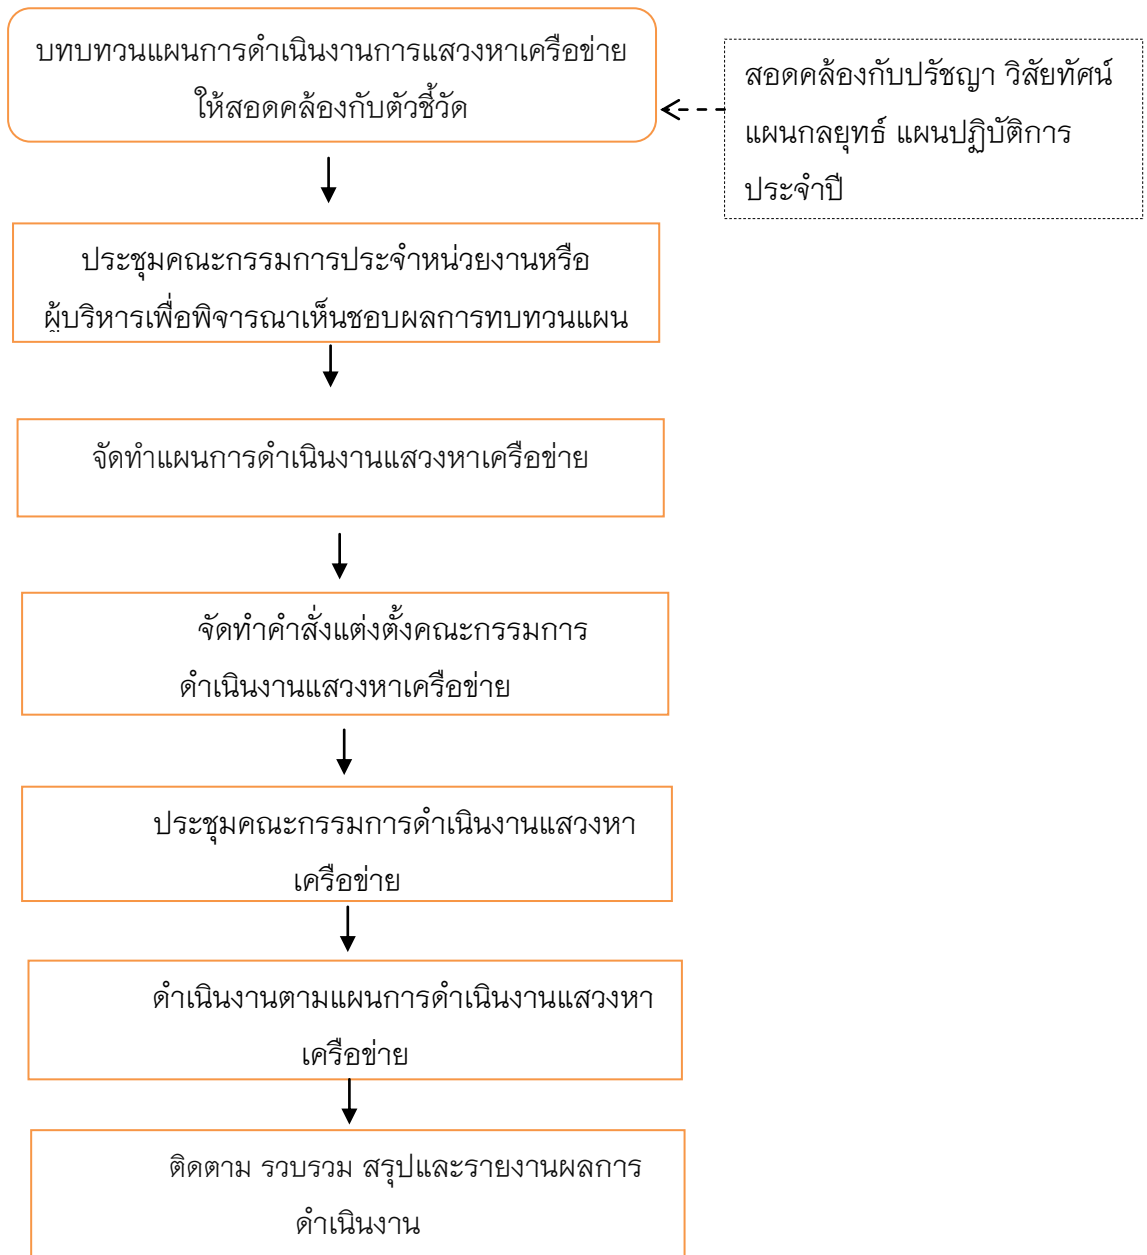 บทบทวนแผนการดำเนินงานการแสวงหาเครือข่าย
ให้สอดคล้องกับตัวชี้วัด
สอดคล้องกับปรัชญา วิสัยทัศน์
แผนกลยุทธ์ แผนปฏิบัติการ
ประจำปี
ประชุมคณะกรรมการประจำหน่วยงานหรือ
ผู้บริหารเพื่อพิจารณาเห็นชอบผลการทบทวนแผน
จัดทำแผนการดำเนินงานแสวงหาเครือข่าย
จัดทำคำสั่งแต่งตั้งคณะกรรมการ
ดำเนินงานแสวงหาเครือข่าย
ประชุมคณะกรรมการดำเนินงานแสวงหา
เครือข่าย
ดำเนินงานตามแผนการดำเนินงานแสวงหา
เครือข่าย
ติดตาม รวบรวม สรุปและรายงานผลการ
ดำเนินงาน